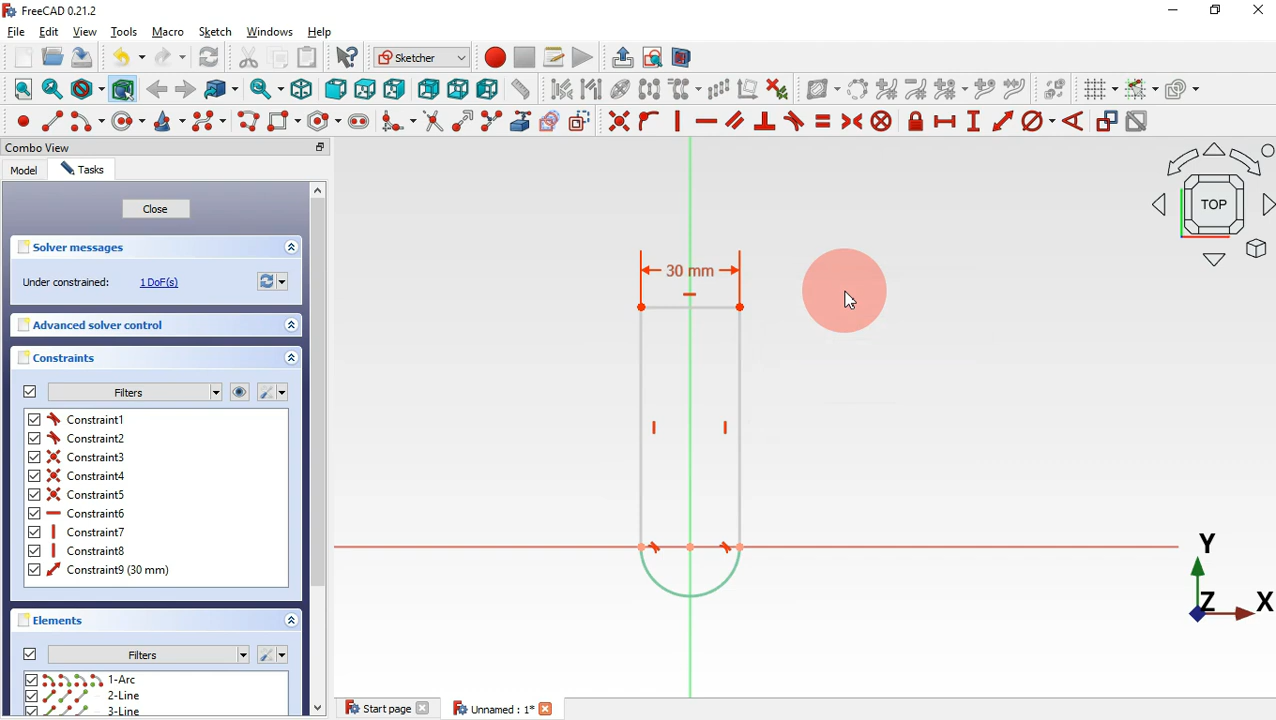 FreeCAD 0.21.2
File Edit View Tools Macro Sketch Windows Help
Sketcher
Combo View
Model Tasks
Close
Solver messages
Under constrained: 1 DoF(s)
Advanced solver control
Constraints
Filters
Constraint1
Constraint2
Constraint3
Constraint4
Constraint5
Constraint6
Constraint7
Constraint8
Constraint9 (30 mm)
Elements
Filters
1-Arc
2-Line
3-Line
30 mm
TOP
Y
Z X
Start page Unnamed : 1*